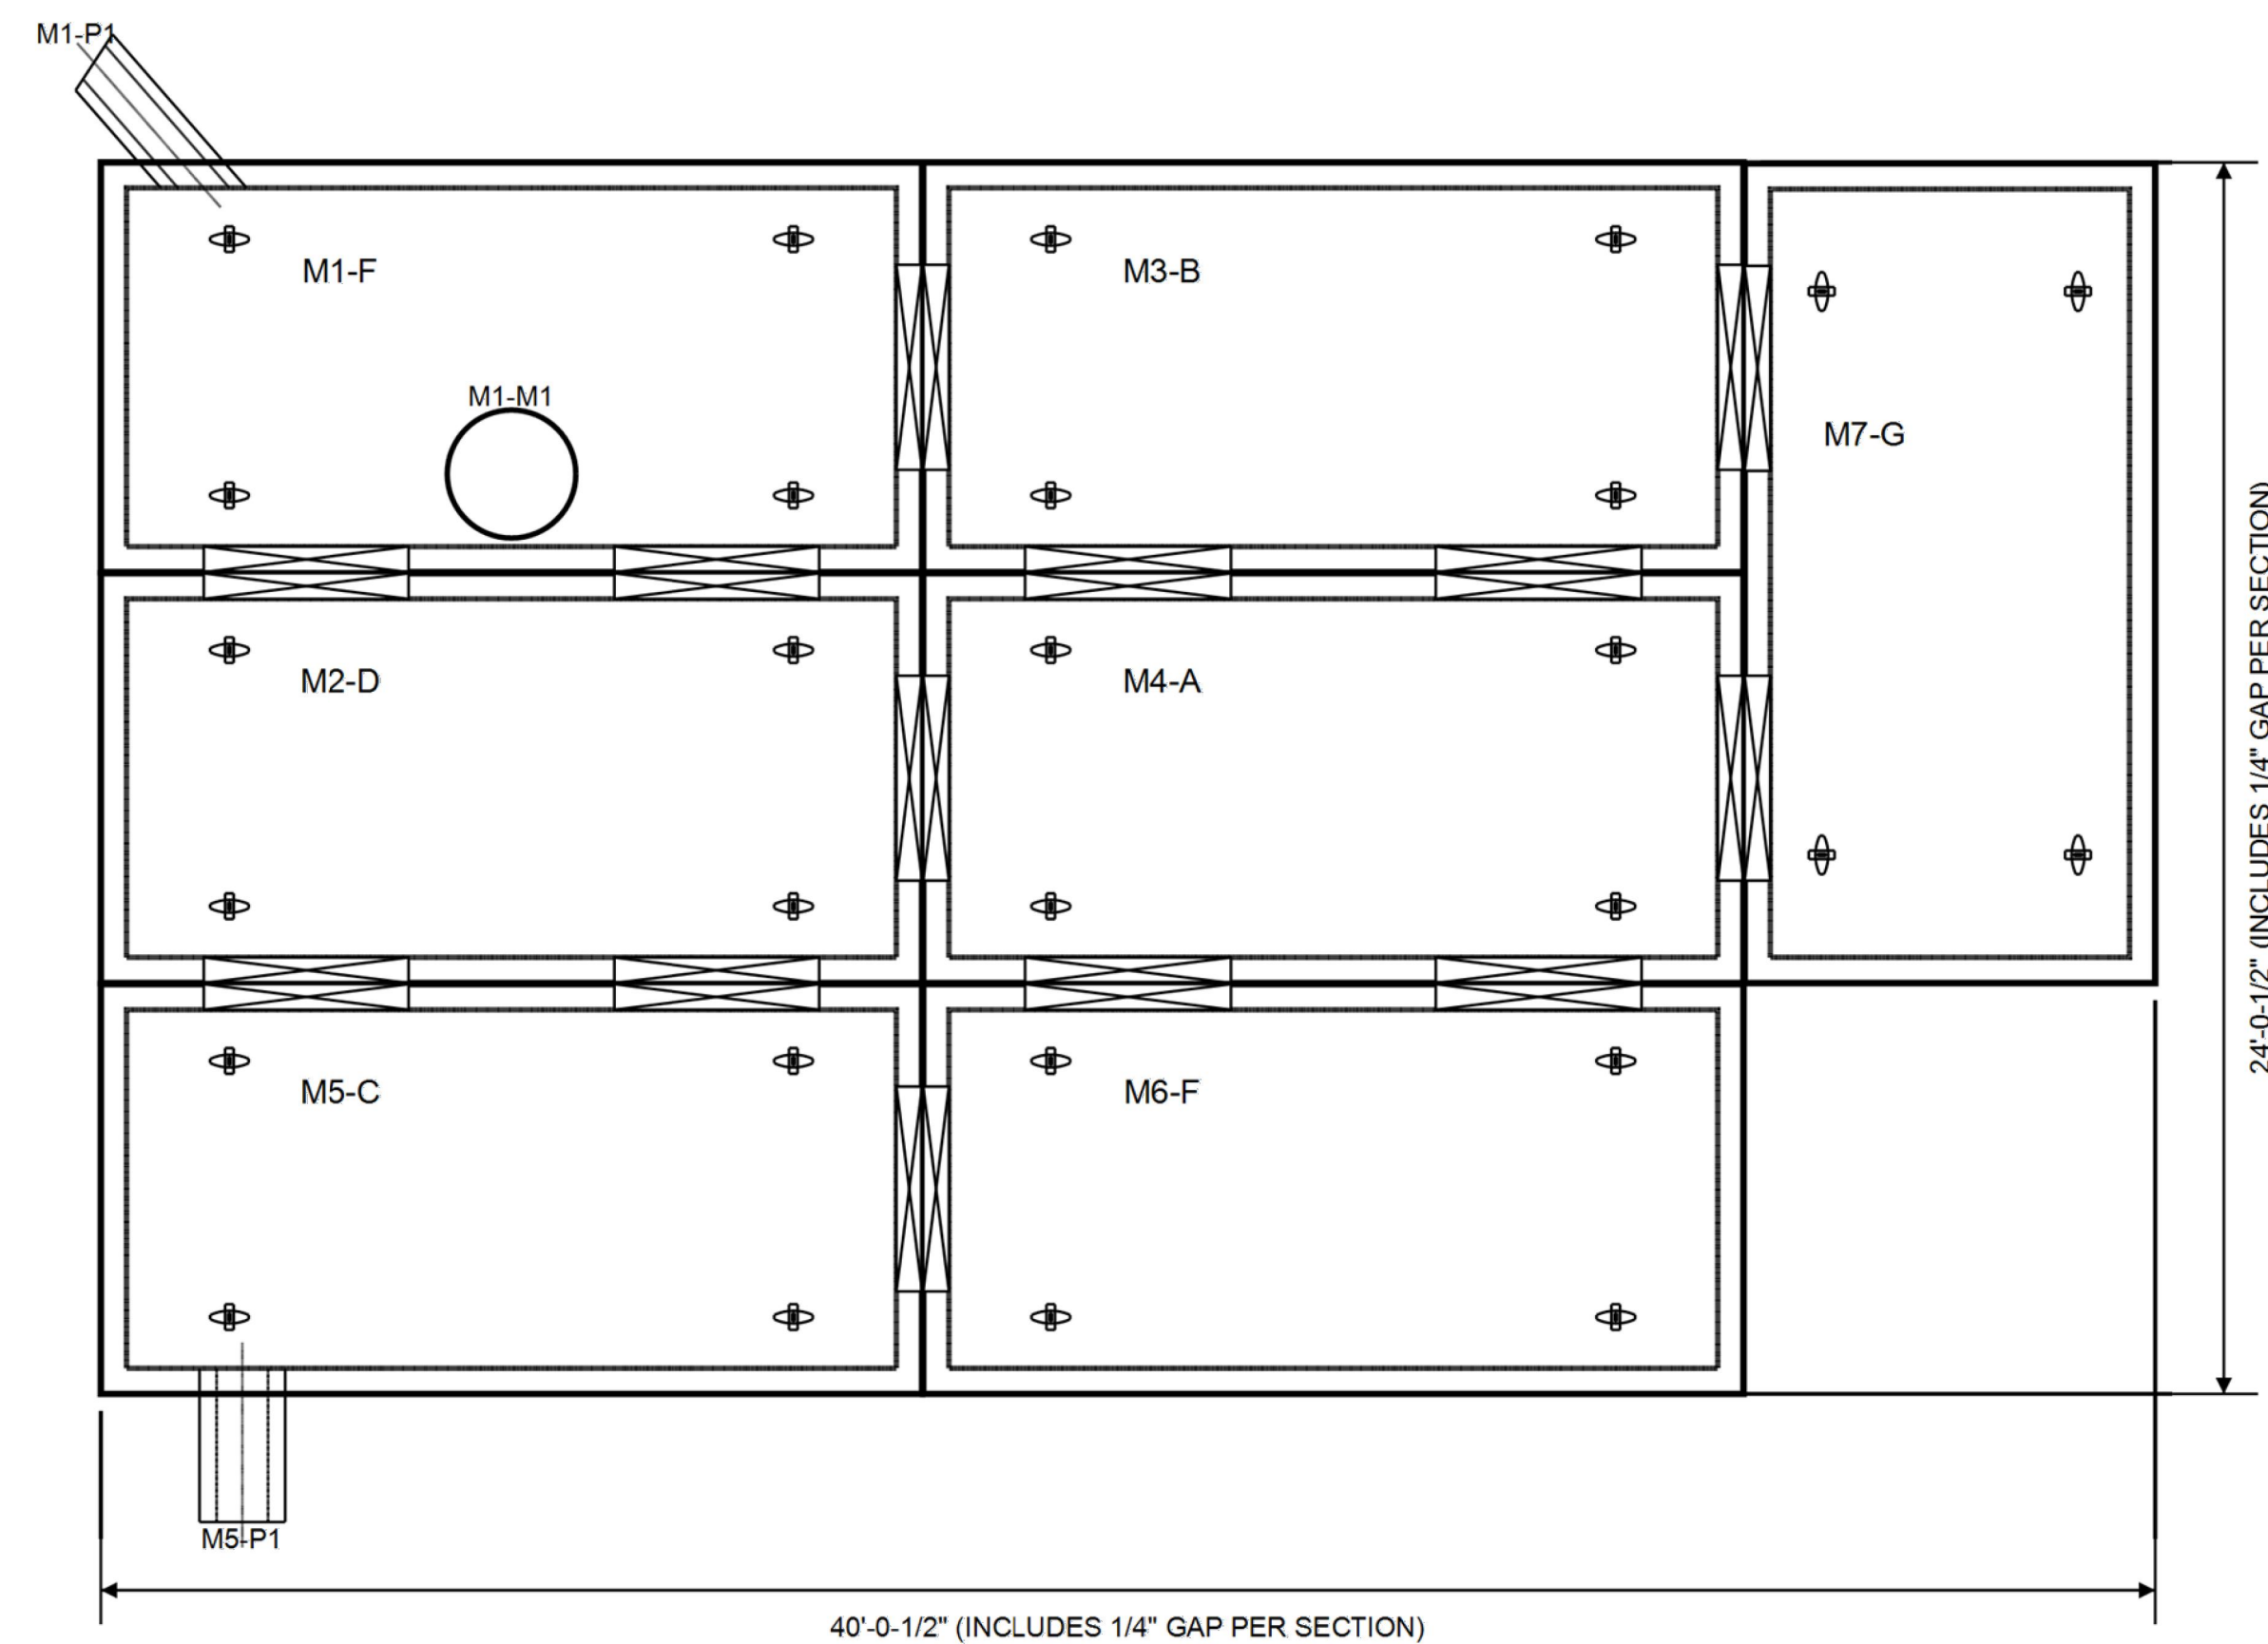 M1-P1
M1-F
M3-B
M1-M1
M7-G
M2-D
M4-A
M5-C
M6-F
M5-P1
24'-0-1/2" (INCLUDES 1/4" GAP PER SECTION)
40'-0-1/2" (INCLUDES 1/4" GAP PER SECTION)